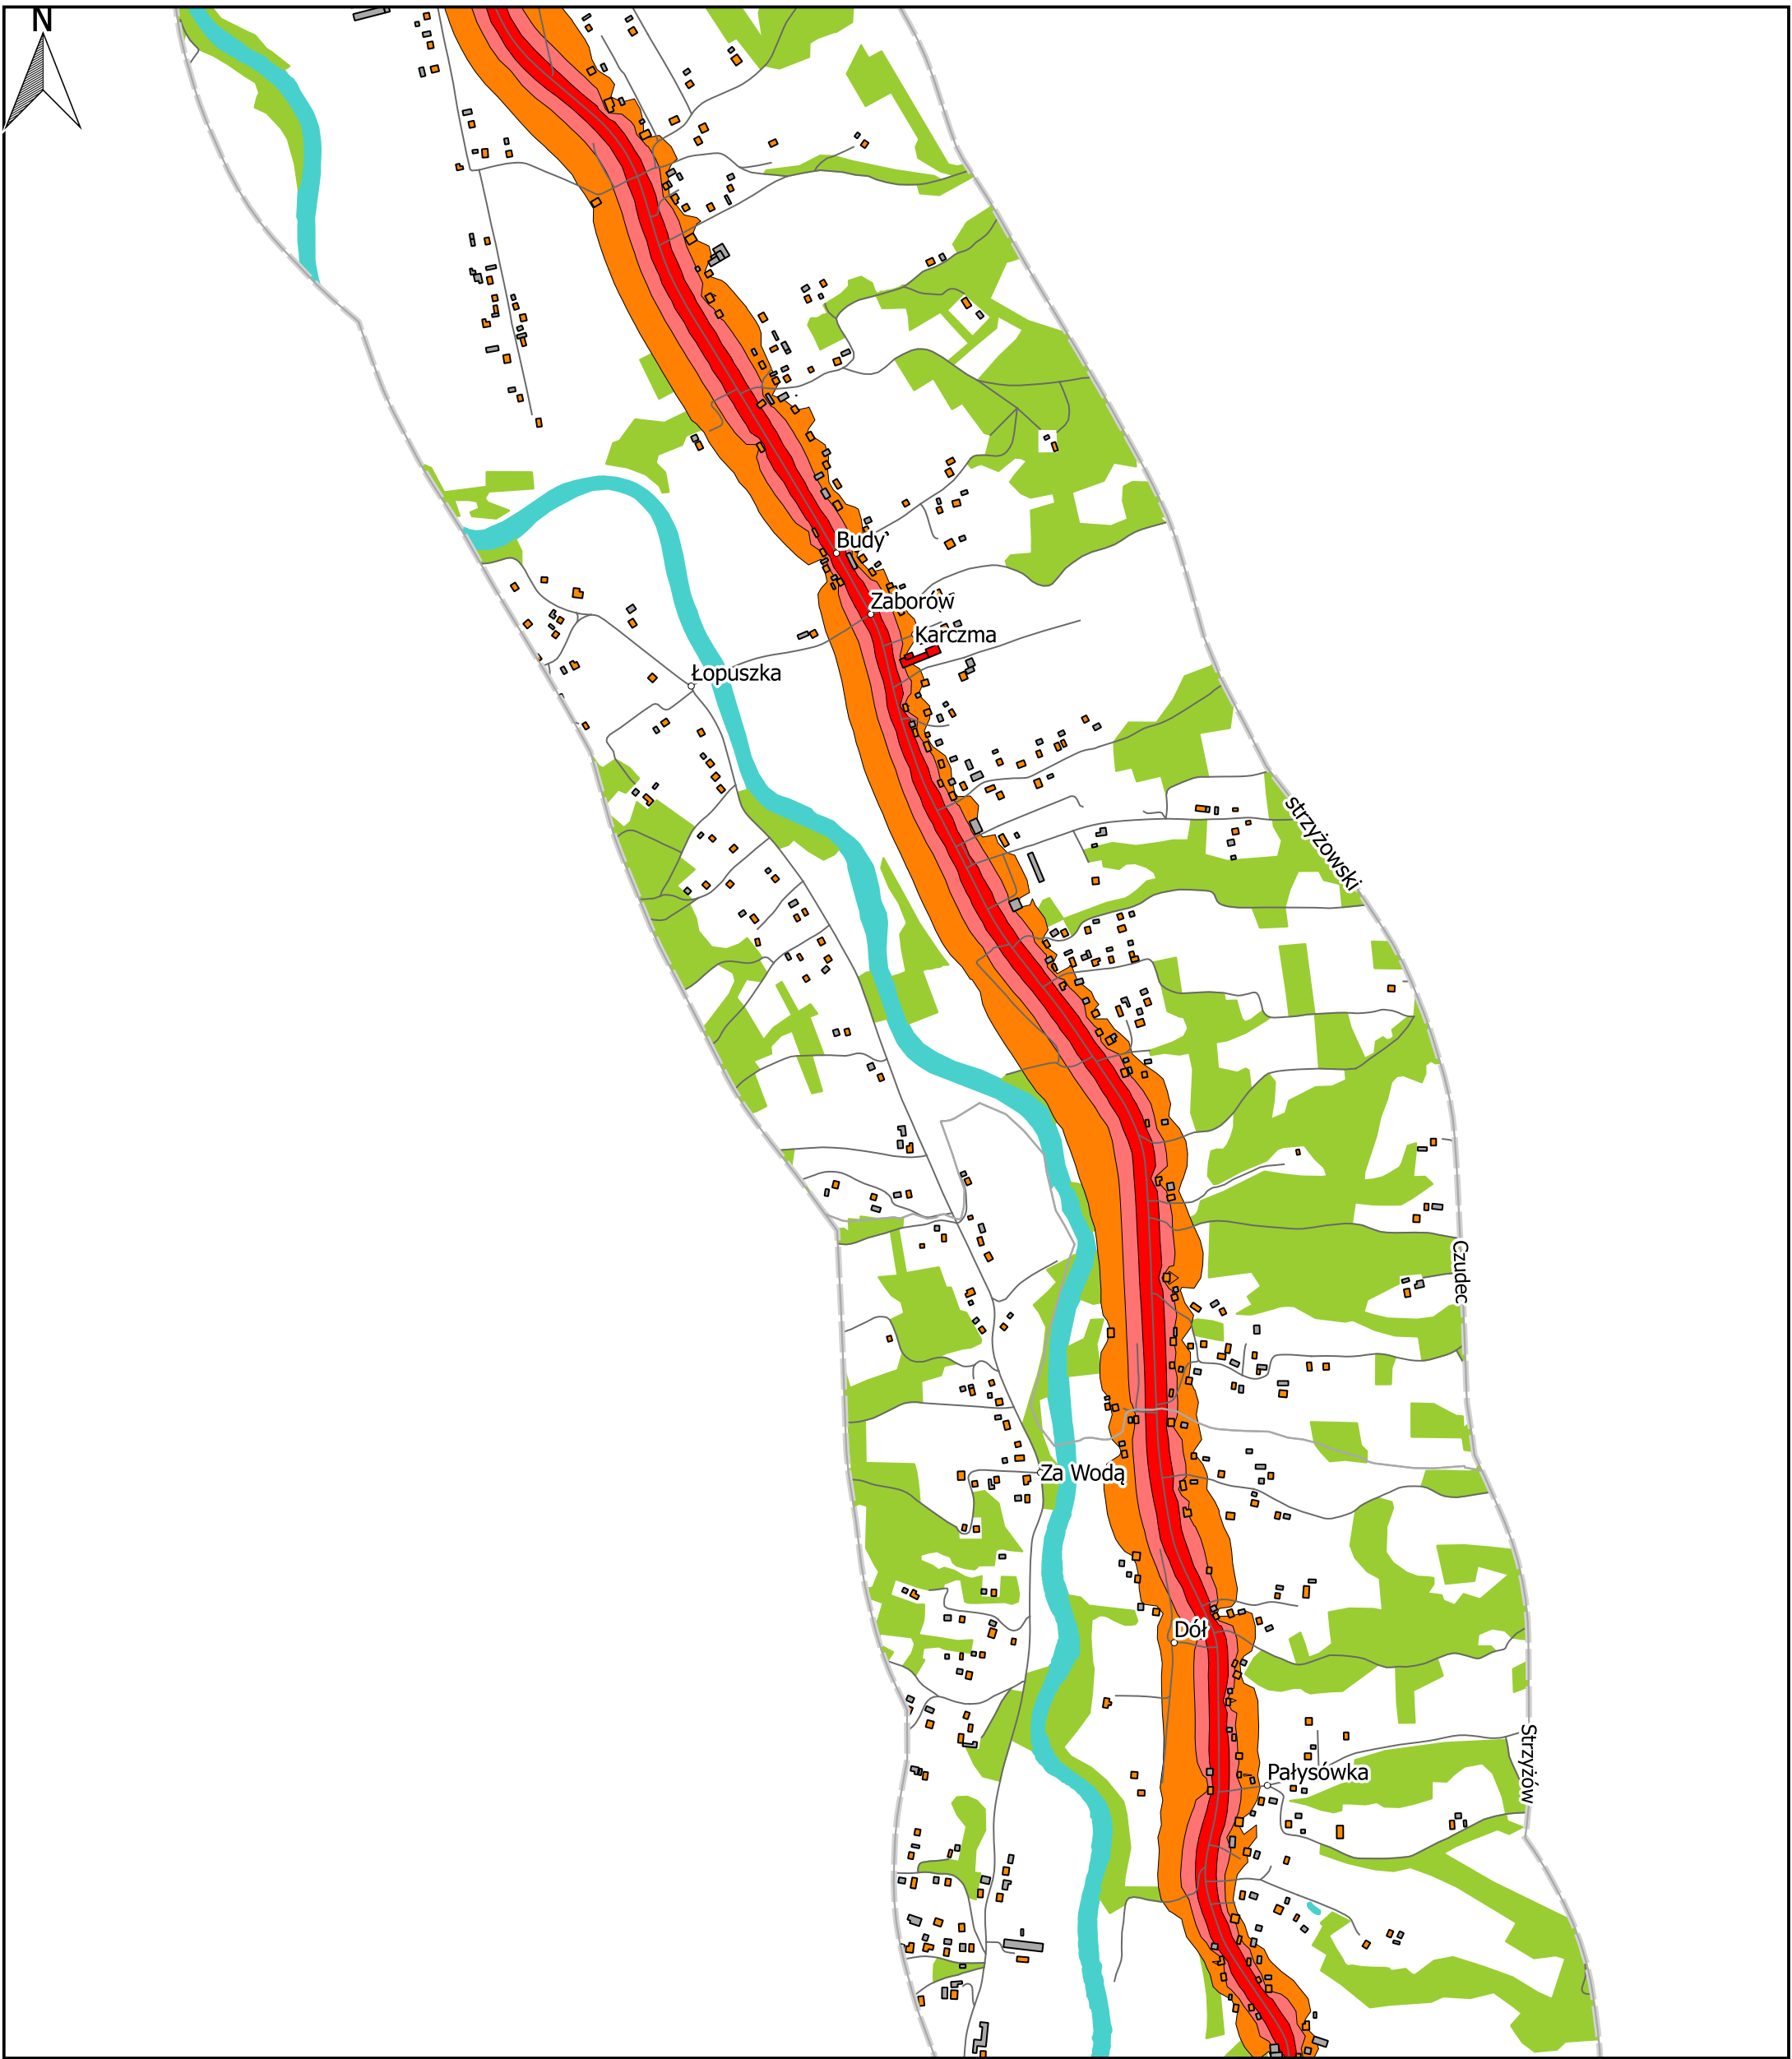 N
Budy
Zaborów
Karczma
Łopuszka
strzyżowski
Czudec
Za Wodą
Dół
Strzyżów
Pałysówka